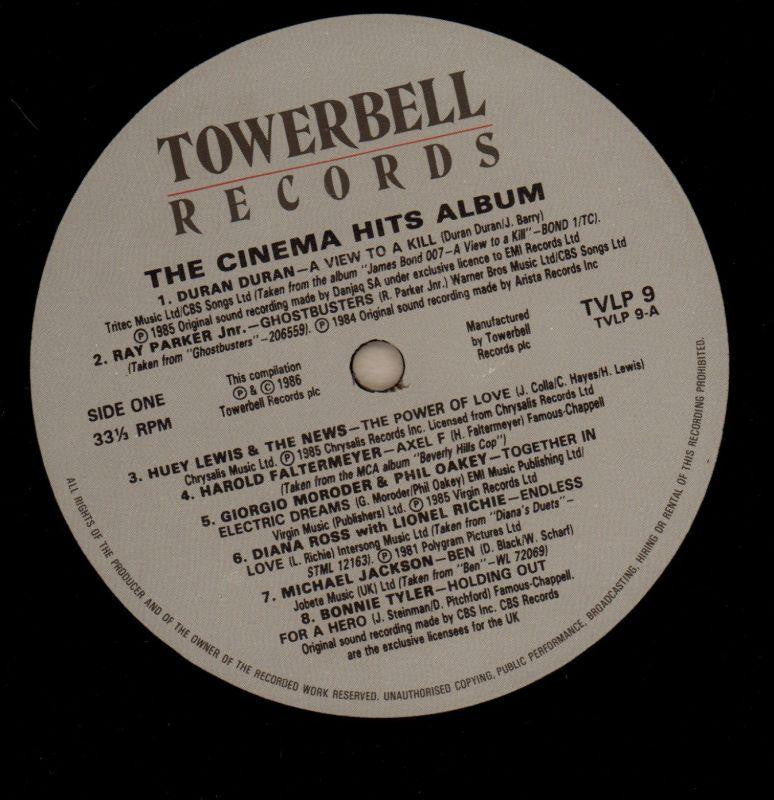 TOWERBELL
RECORDS
THE CINEMA HITS ALBUM
1. DURAN DURAN—A VIEW TO A KILL (Duran Duran/J. Barry)
Tritec Music Ltd/CBS Songs Ltd (Taken from the album "James Bond 007—A View to a Kill"—BOND 1/TC).
Ⓟ 1985 Original sound recording made by Danjaq SA under exclusive licence to EMI Records Ltd
2. RAY PARKER Jnr.—GHOSTBUSTERS (R. Parker Jnr.) Warner Bros Music Ltd/CBS Songs Ltd
(Taken from "Ghostbusters"—206559). Ⓟ 1984 Original sound recording made by Arista Records Inc
TVLP 9
TVLP 9-A
Manufactured
by Towerbell
Records plc
This compilation
Ⓟ & © 1986
Towerbell Records plc
SIDE ONE
33⅓ RPM
3. HUEY LEWIS & THE NEWS—THE POWER OF LOVE (J. Colla/C. Hayes/H. Lewis)
Chrysalis Music Ltd. Ⓟ 1985 Chrysalis Records Inc. Licensed from Chrysalis Records Ltd
4. HAROLD FALTERMEYER—AXEL F (H. Faltermeyer) Famous-Chappell
(Taken from the MCA album "Beverly Hills Cop")
5. GIORGIO MORODER & PHIL OAKEY—TOGETHER IN
ELECTRIC DREAMS (G. Moroder/Phil Oakey) EMI Music Publishing Ltd/
Virgin Music (Publishers) Ltd. Ⓟ 1985 Virgin Records Ltd
6. DIANA ROSS with LIONEL RICHIE—ENDLESS
LOVE (L. Richie) Intersong Music Ltd (Taken from "Diana's Duets"—
STML 12163). Ⓟ 1981 Polygram Pictures Ltd
7. MICHAEL JACKSON—BEN (D. Black/W. Scharf)
Jobete Music (UK) Ltd (Taken from "Ben"—WL 72069)
8. BONNIE TYLER—HOLDING OUT
FOR A HERO (J. Steinman/D. Pitchford) Famous-Chappell.
Original sound recording made by CBS Inc. CBS Records
are the exclusive licensees for the UK
ALL RIGHTS OF THE PRODUCER AND OF THE OWNER OF THE RECORDED WORK RESERVED. UNAUTHORISED COPYING, PUBLIC PERFORMANCE, BROADCASTING, HIRING OR RENTAL OF THIS RECORDING PROHIBITED.